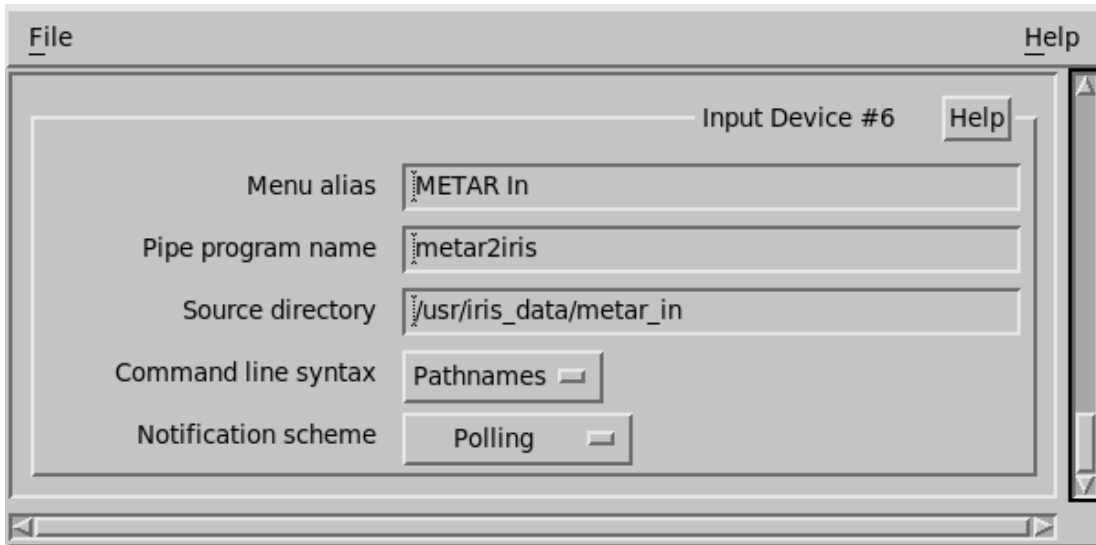 File Help
Input Device #6 Help
Menu alias METAR In
Pipe program name metar2iris
Source directory /usr/iris_data/metar_in
Command line syntax Pathnames
Notification scheme Polling